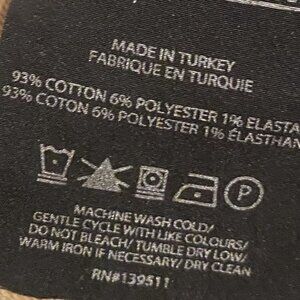 MADE IN TURKEY
FABRIQUE EN TURQUIE
93% COTTON 6% POLYESTER 1% ELASTA
93% COTON 6% POLYESTER 1% ÉLASTHAN
P
MACHINE WASH COLD/
GENTLE CYCLE WITH LIKE COLOURS/
DO NOT BLEACH/ TUMBLE DRY LOW/
WARM IRON IF NECESSARY/ DRY CLEAN
RN#139511